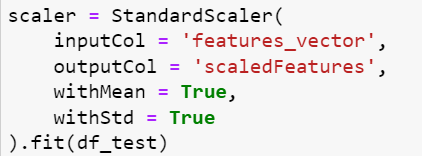 scaler = StandardScaler(
    inputCol = 'features_vector',
    outputCol = 'scaledFeatures',
    withMean = True,
    withStd = True
).fit(df_test)